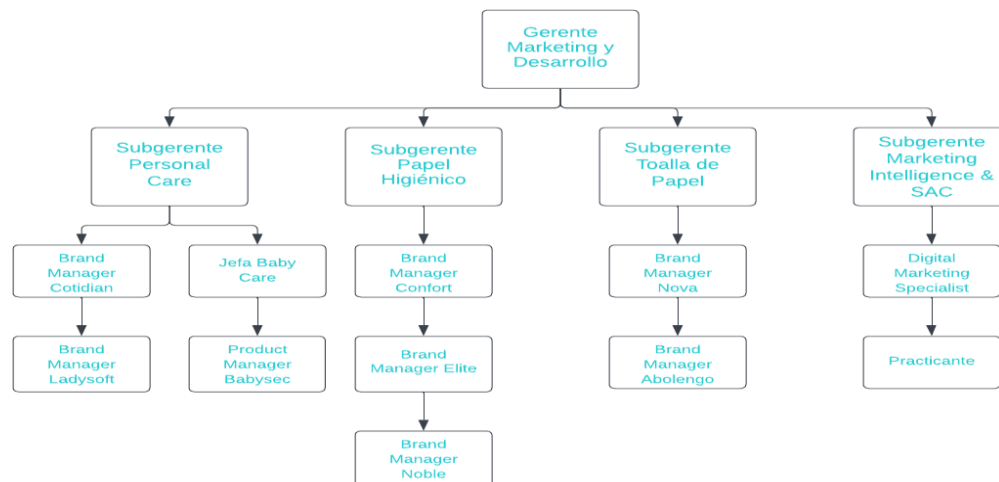 Gerente
Marketing y
Desarrollo
Subgerente
Personal
Care
Subgerente
Papel
Higiénico
Subgerente
Toalla de
Papel
Subgerente
Marketing
Intelligence &
SAC
Brand
Manager
Cotidian
Jefa Baby
Care
Brand
Manager
Confort
Brand
Manager
Nova
Digital
Marketing
Specialist
Brand
Manager
Ladysoft
Product
Manager
Babysec
Brand
Manager Elite
Brand
Manager
Abolengo
Practicante
Brand
Manager
Noble